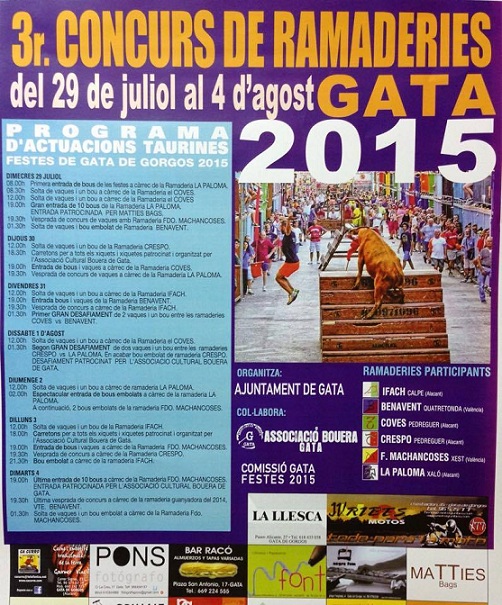 3r. CONCURS DE RAMADERIES
del 29 de juliol al 4 d'agost GATA
2015
PROGRAMA
D'ACTUACIONS TAURINES
FESTES DE GATA DE GORGOS 2015
DIMECRES 29 JULIOL
08.00h Primera entrada de bous de les festes a càrrec de la Ramaderia LA PALOMA.
08.30h Solta de vaques i un bou a càrrec de la Ramaderia el COVES.
12.00h Solta de vaques i un bou a càrrec de la Ramaderia el COVES
19.00h Gran entrada de 10 bous de la Ramaderia LA PALOMA.
ENTRADA PATROCINADA PER MATTIES BAGS.
19.30h Vesprada de concurs de vaques amb Ramaderia FDO. MACHANCOSES.
01.30h Solta de vaques i bou embolat de Ramaderia BENAVENT.
DIJOUS 30
12.00h Solta de vaques i un bou de la Ramaderia CRESPO.
18.30h Carretons per a tots els xiquets i xiquetes patrocinat i organitzat per
l'Associació Cultural Bouera de Gata.
19.00h Entrada de bous i vaques a càrrec de la Ramaderia COVES.
19.30h Vesprada de concurs de vaques a càrrec de la Ramaderia LA PALOMA.
DIVENDRES 31
12.00h Solta de vaques i un bou a càrrec de la Ramaderia IFACH.
19.00h Entrada bous i vaques de la Ramaderia BENAVENT.
19.30h Vesprada de concurs a càrrec de la Ramaderia IFACH.
01.30h Primer GRAN DESAFIAMENT de 2 vaques i un bou entre les ramaderies
COVES vs BENAVENT.
DISSABTE 1 D'AGOST
12.00h Solta de vaques i un bou a càrrec de la Ramaderia COVES.
01.30h Segon GRAN DESAFIAMENT de dos vaques i un bou entre les ramaderies
CRESPO vs LA PALOMA. En acabar bou embolat de ramaderia CRESPO.
DESAFIAMENT PATROCINAT PER L'ASSOCIACIÓ CULTURAL BOUERA
DE GATA.
DIUMENGE 2
12.00h Solta de vaques i un bou a càrrec de la ramaderia LA PALOMA.
02.00h Espectacular entrada de bous embolats a càrrec de la ramaderia
LA PALOMA.
A continuació, 2 bous embolats de la ramaderia FDO. MACHANCOSES.
DILLUNS 3
12.00h Solta de vaques i un bou a càrrec de la ramaderia IFACH.
18.00h Carretons per a tots els xiquets i xiquetes patrocinat i organitzat per
l'Associació Cultural Bouera de Gata.
19.00h Entrada de bous i vaques a càrrec de la ramaderia LA PALOMA.
19.30h Vesprada de concurs a càrrec de la Ramaderia CRESPO.
21.30h Bou embolat a càrrec de la ramaderia IFACH.
DIMARTS 4
19.00h Última entrada de 10 bous a càrrec de la ramaderia FDO. MACHANCOSES.
ENTRADA PATROCINADA PER L'ASSOCIACIÓ CULTURAL BOUERA DE
GATA.
19.30h Última vesprada de concurs a càrrec de la ramaderia guanyadora del 2014,
VTE. BENAVENT.
01.30h Solta de vaques i un bou a càrrec de la Ramaderia Fdo.
MACHANCOSES.
ORGANITZA:
AJUNTAMENT DE GATA
COL·LABORA:
ASSOCIACIÓ BOUERA
GATA
COMISSIÓ GATA
FESTES 2015
RAMADERIES PARTICIPANTS
IFACH CALPE (Alacant)
BENAVENT QUATRETONDA (València)
COVES PEDREGUER (Alacant)
CRESPO PEDREGUER (Alacant)
F. MACHANCOSES XEST (València)
LA PALOMA XALÓ (Alacant)
PONS
fotógrafo
BAR RACÓ
ALMUERZOS Y TAPAS VARIADAS
Plaza San Antonio, 17-GATA
Tel. 669 224 555
LA LLESCA
GATA DE GORGOS
font
MOTOS
MATTIES
Bags